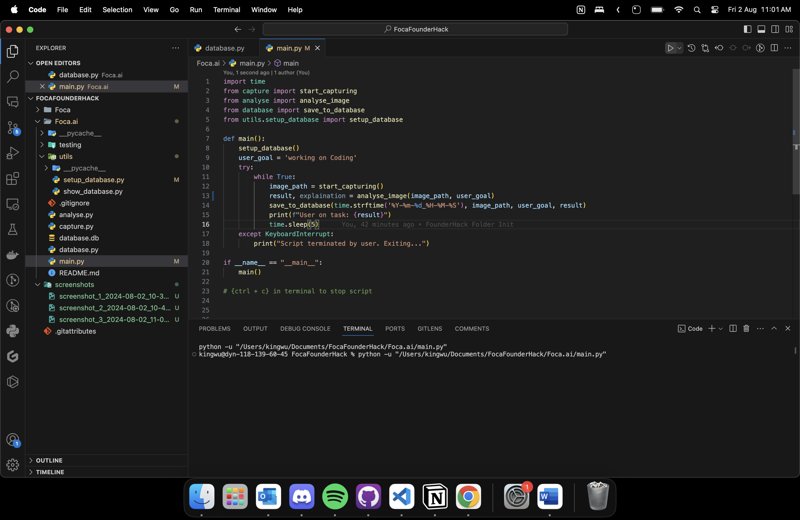 Code File Edit Selection View Go Run Terminal Window Help Fri 2 Aug 11:01 AM
FocaFounderHack
EXPLORER
OPEN EDITORS
database.py Foca.ai
main.py Foca.ai M
FOCAFOUNDERHACK
Foca
Foca.ai
__pycache__
testing
utils
__pycache__
setup_database.py M
show_database.py
.gitignore
analyse.py
capture.py
database.db
database.py
main.py M
README.md
screenshots
screenshot_1_2024-08-02_10-3... U
screenshot_2_2024-08-02_10-4... U
screenshot_3_2024-08-02_11-0... U
.gitattributes
OUTLINE
TIMELINE
database.py main.py M
Foca.ai > main.py > main
You, 1 second ago | 1 author (You)
1 import time
2 from capture import start_capturing
3 from analyse import analyse_image
4 from database import save_to_database
5 from utils.setup_database import setup_database
6
7 def main():
8 setup_database()
9 user_goal = 'working on Coding'
10 try:
11 while True:
12 image_path = start_capturing()
13 result, explaination = analyse_image(image_path, user_goal)
14 save_to_database(time.strftime('%Y-%m-%d_%H-%M-%S'), image_path, user_goal, result)
15 print(f"User on task: {result}")
16 time.sleep(5) You, 42 minutes ago • FounderHack Folder Init
17
18 except KeyboardInterrupt:
19 print("Script terminated by user. Exiting...")
20 if __name__ == "__main__":
21 main()
22
23 # {ctrl + c} in terminal to stop script
24
25
PROBLEMS OUTPUT DEBUG CONSOLE TERMINAL PORTS GITLENS COMMENTS Code
python -u "/Users/kingwu/Documents/FocaFounderHack/Foca.ai/main.py"
kingwu@dyn-118-139-60-45 FocaFounderHack % python -u "/Users/kingwu/Documents/FocaFounderHack/Foca.ai/main.py"